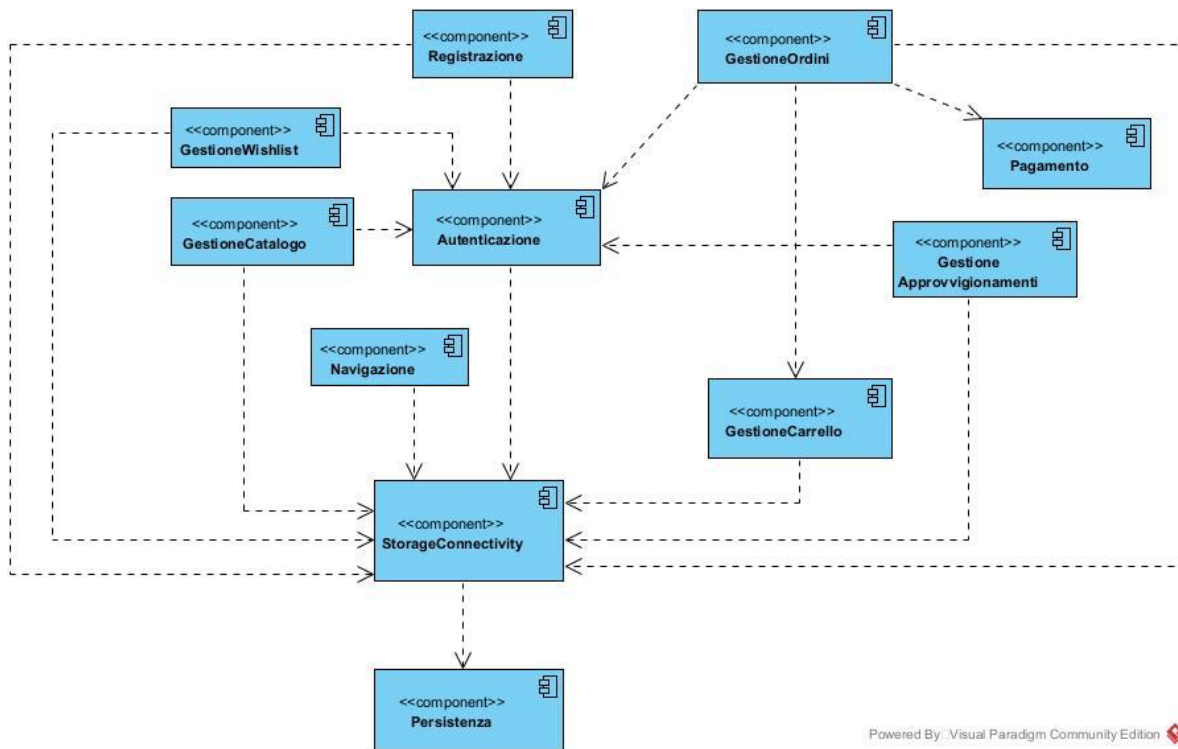 <<component>>
Registrazione
<<component>>
GestioneOrdini
<<component>>
GestioneWishlist
<<component>>
Pagamento
<<component>>
GestioneCatalogo
<<component>>
Autenticazione
<<component>>
Gestione
Approvvigionamenti
<<component>>
Navigazione
<<component>>
GestioneCarrello
<<component>>
StorageConnectivity
<<component>>
Persistenza
Powered By Visual Paradigm Community Edition